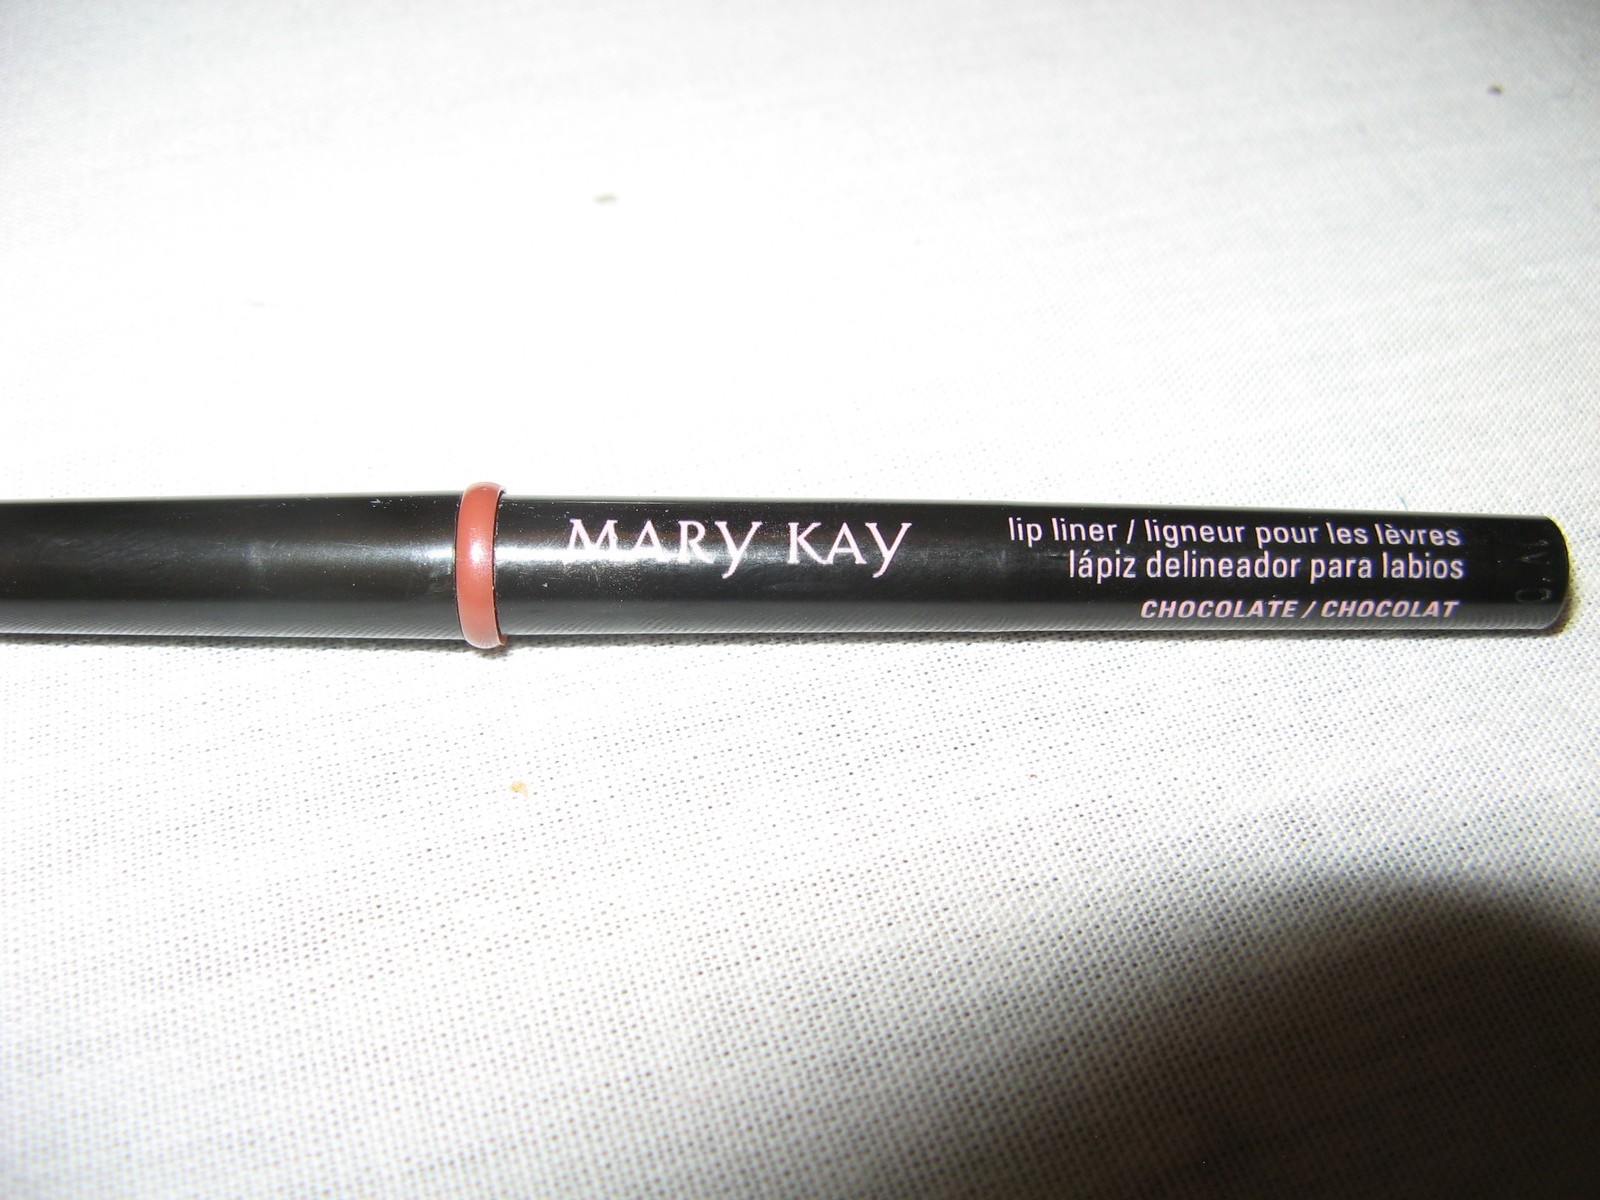 MARY KAY
lip liner / ligneur pour les lèvres
lápiz delineador para labios
CHOCOLATE / CHOCOLAT